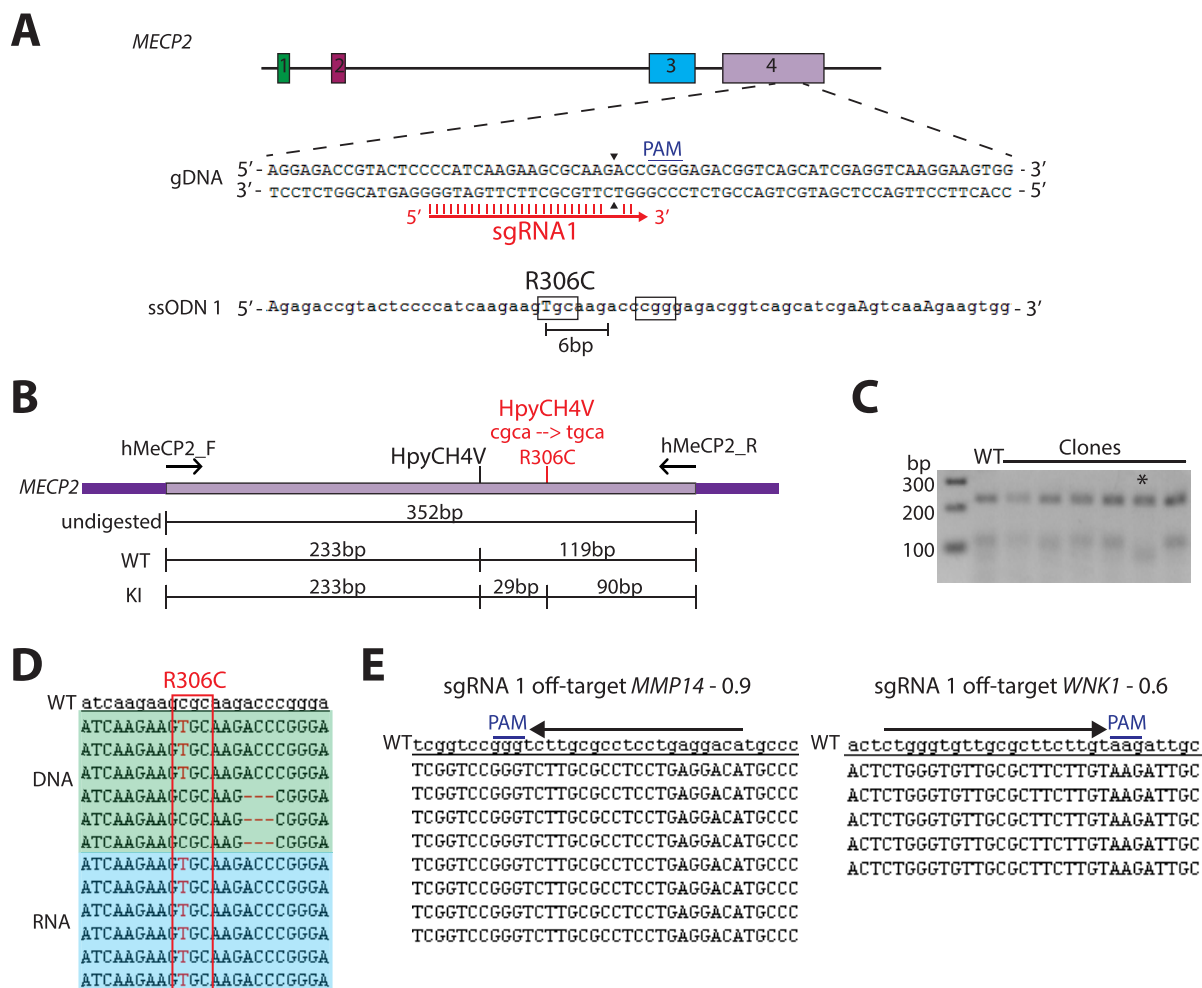 A
MECP2
1 2 3 4
PAM
gDNA
5’ - AGGAGACCGTACTCCCCATCAAGAAGCGCAAGACCCGGGAGACGGTCAGCATCGAGGTCAAGGAAGTGG - 3’
3’ - TCCTCTGGCATGAGGGGTAGTTCTTCGCGTTCTGGGCCCTCTGCCAGTCGTAGCTCCAGTTCCTTCACC - 5’
5’ 3’
sgRNA1
R306C
ssODN 1 5’ - AgagaccgtactccccatcaagaagTgcaagacccgggagacggtcagcatcgaAgtcaaAgaagtgg - 3’
6bp
B
HpyCH4V
cgca --> tgca
hMeCP2_F HpyCH4V R306C hMeCP2_R
MECP2
undigested 352bp
WT 233bp 119bp
KI 233bp 29bp 90bp
C
bp WT Clones
300 *
200
100
D
R306C
WT atcaagaagcgcaagacccggga
DNA
ATCAAGAAGTGCAAGACCCGGGA
ATCAAGAAGTGCAAGACCCGGGA
ATCAAGAAGTGCAAGACCCGGGA
ATCAAGAAGCGCAAG---CGGGA
ATCAAGAAGCGCAAG---CGGGA
ATCAAGAAGCGCAAG---CGGGA
RNA
ATCAAGAAGTGCAAGACCCGGGA
ATCAAGAAGTGCAAGACCCGGGA
ATCAAGAAGTGCAAGACCCGGGA
ATCAAGAAGTGCAAGACCCGGGA
ATCAAGAAGTGCAAGACCCGGGA
ATCAAGAAGTGCAAGACCCGGGA
E
sgRNA 1 off-target MMP14 - 0.9
PAM
WT tcggtccgggtcttgcgcctcctgaggacatgccc
TCGGTCCGGGTCTTGCGCCTCCTGAGGACATGCCC
TCGGTCCGGGTCTTGCGCCTCCTGAGGACATGCCC
TCGGTCCGGGTCTTGCGCCTCCTGAGGACATGCCC
TCGGTCCGGGTCTTGCGCCTCCTGAGGACATGCCC
TCGGTCCGGGTCTTGCGCCTCCTGAGGACATGCCC
TCGGTCCGGGTCTTGCGCCTCCTGAGGACATGCCC
TCGGTCCGGGTCTTGCGCCTCCTGAGGACATGCCC
TCGGTCCGGGTCTTGCGCCTCCTGAGGACATGCCC
sgRNA 1 off-target WNK1 - 0.6
PAM
WT actctgggtgttgcgcttcttgtaagattgc
ACTCTGGGTGTTGCGCTTCTTGTAAGATTGC
ACTCTGGGTGTTGCGCTTCTTGTAAGATTGC
ACTCTGGGTGTTGCGCTTCTTGTAAGATTGC
ACTCTGGGTGTTGCGCTTCTTGTAAGATTGC
ACTCTGGGTGTTGCGCTTCTTGTAAGATTGC